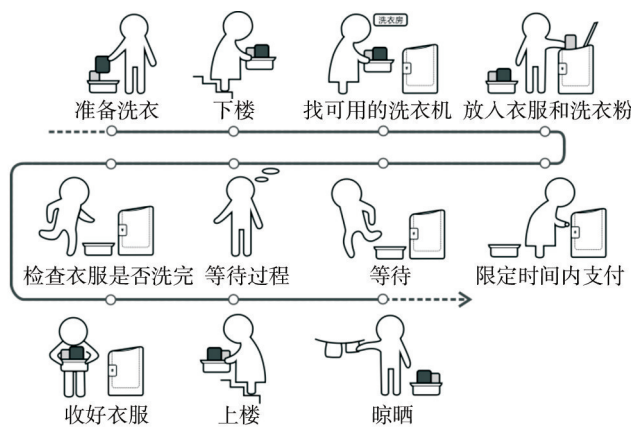 洗衣房
准备洗衣 下楼 找可用的洗衣机 放入衣服和洗衣粉
检查衣服是否洗完 等待过程 等待 限定时间内支付
收好衣服 上楼 晾晒